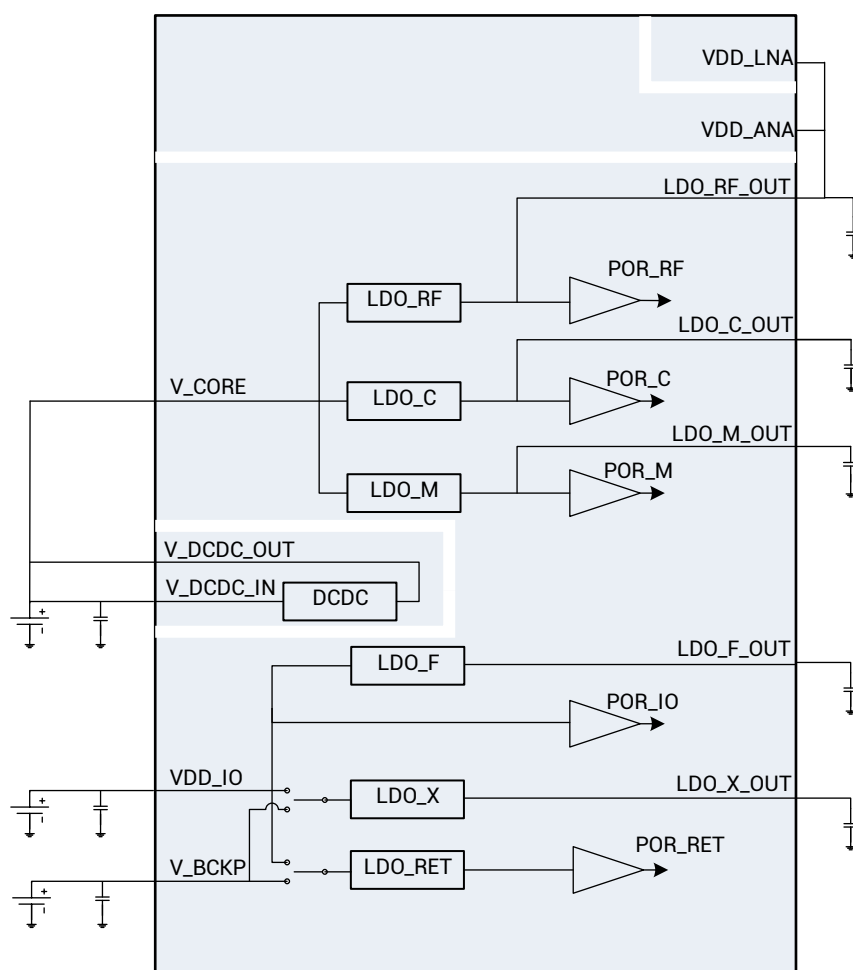 VDD_LNA
VDD_ANA
LDO_RF_OUT
POR_RF
LDO_RF
LDO_C_OUT
V_CORE
LDO_C
POR_C
LDO_M_OUT
LDO_M
POR_M
V_DCDC_OUT
V_DCDC_IN
DCDC
+
-
LDO_F
LDO_F_OUT
POR_IO
VDD_IO
LDO_X
LDO_X_OUT
+
-
V_BCKP
LDO_RET
POR_RET
+
-